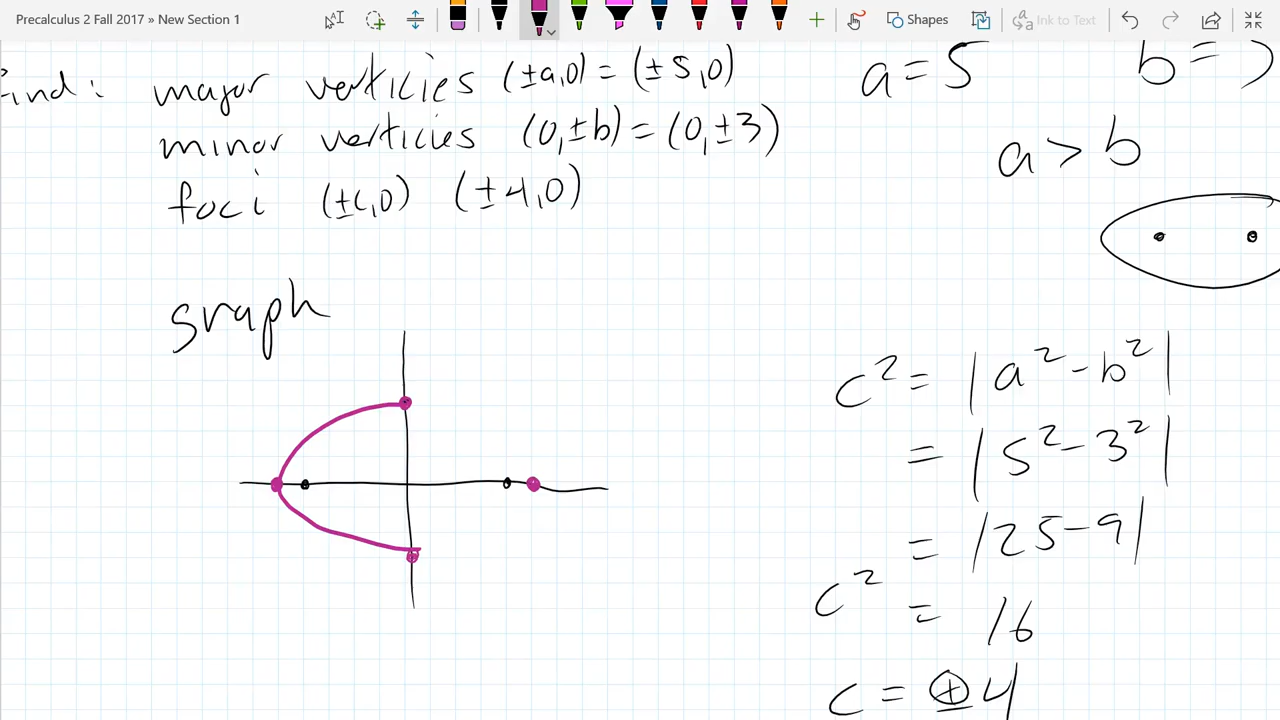 Precalculus 2 Fall 2017 » New Section 1
Shapes
Ink to Text
find: major verticies (±a,0) = (±5,0)
minor verticies (0,±b) = (0,±3)
foci (±c,0) (±4,0)
a = 5
b =
a > b
graph
c² = |a² - b²|
= |5² - 3²|
= |25 - 9|
c² = 16
c = ±4